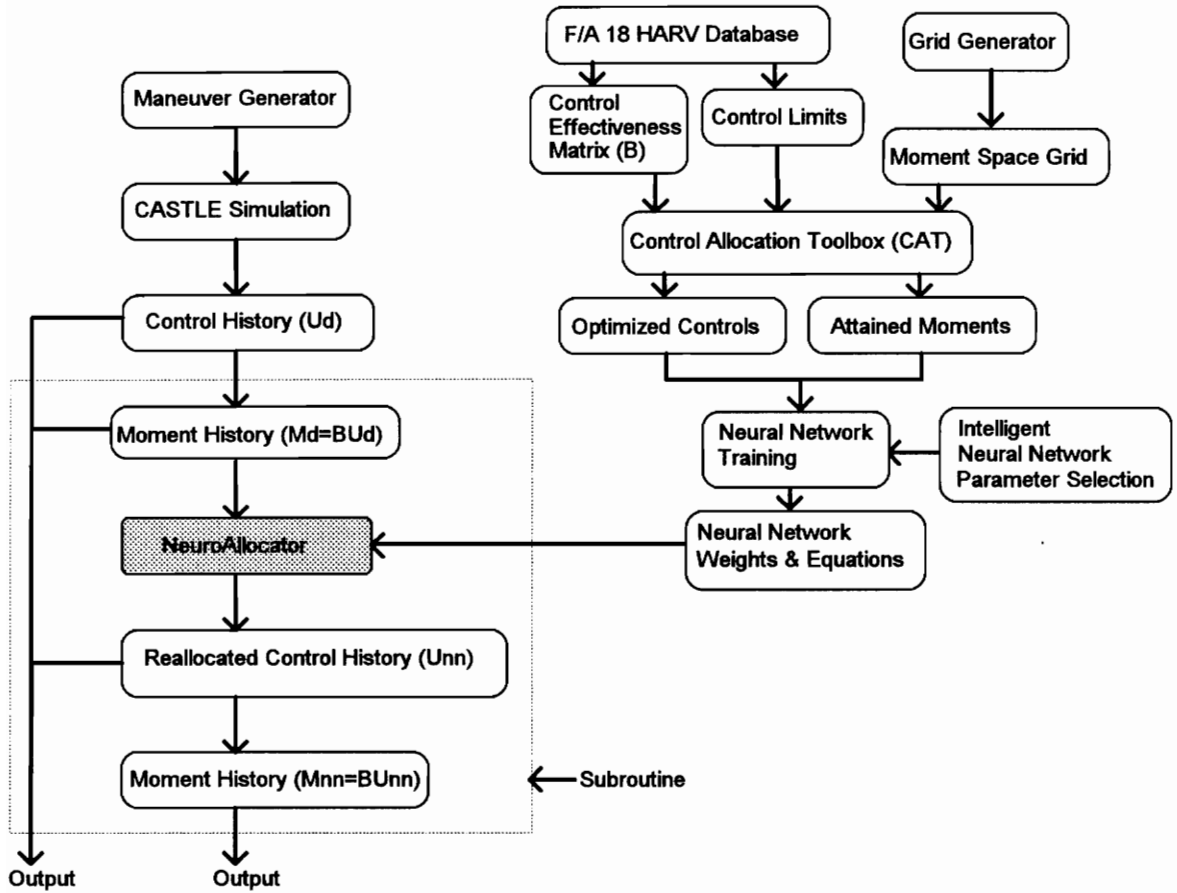 F/A 18 HARV Database
Grid Generator
Maneuver Generator
Control
Effectiveness
Matrix (B)
Control Limits
Moment Space Grid
CASTLE Simulation
Control Allocation Toolbox (CAT)
Control History (Ud)
Optimized Controls
Attained Moments
Moment History (Md=BUd)
Neural Network
Training
Intelligent
Neural Network
Parameter Selection
NeuroAllocator
Neural Network
Weights & Equations
Reallocated Control History (Unn)
Moment History (Mnn=BUnn)
Subroutine
Output
Output